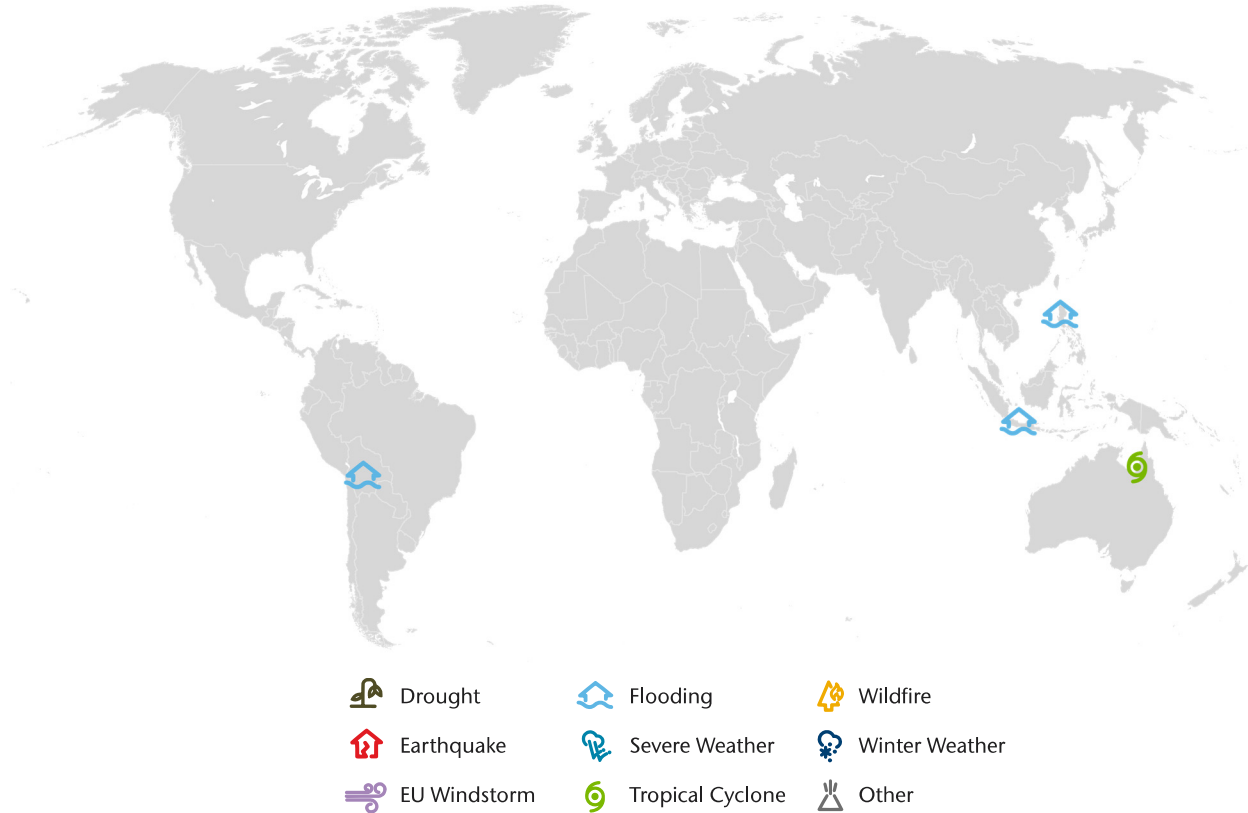 Drought
Flooding
Wildfire
Earthquake
Severe Weather
Winter Weather
EU Windstorm
Tropical Cyclone
Other